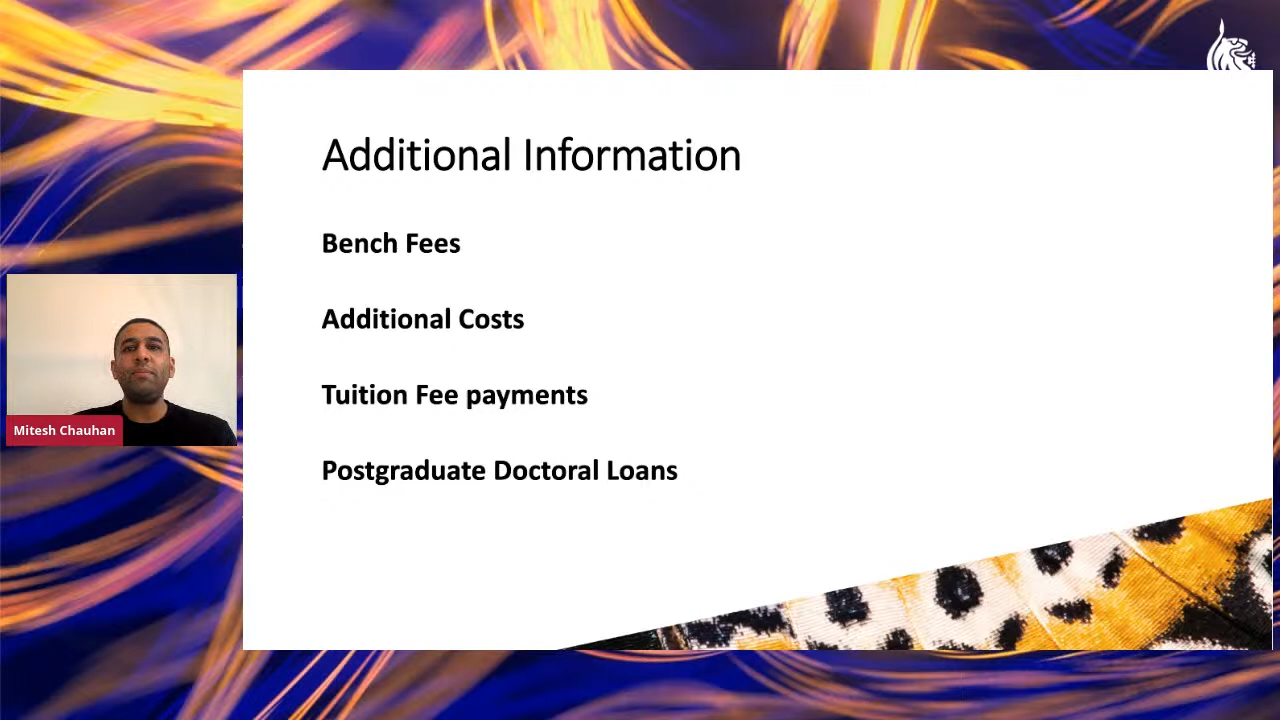 Additional Information
Bench Fees
Additional Costs
Tuition Fee payments
Postgraduate Doctoral Loans
Mitesh Chauhan